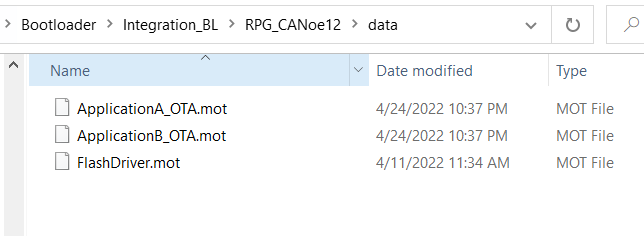 Bootloader > Integration_BL > RPG_CANoe12 > data
Name Date modified Type
ApplicationA_OTA.mot 4/24/2022 10:37 PM MOT File
ApplicationB_OTA.mot 4/24/2022 10:37 PM MOT File
FlashDriver.mot 4/11/2022 11:34 AM MOT File